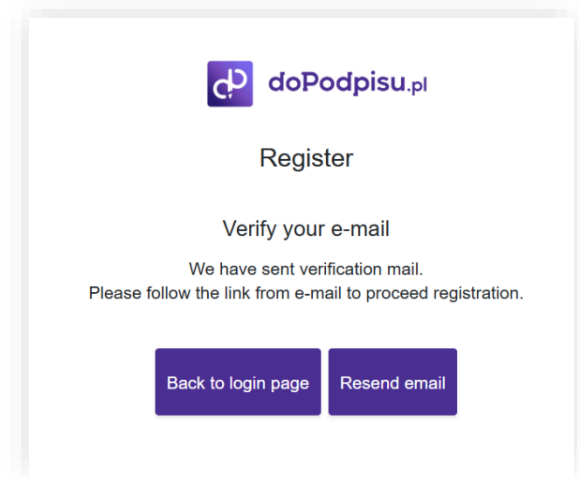 doPodpisu.pl
Register
Verify your e-mail
We have sent verification mail.
Please follow the link from e-mail to proceed registration.
Back to login page
Resend email